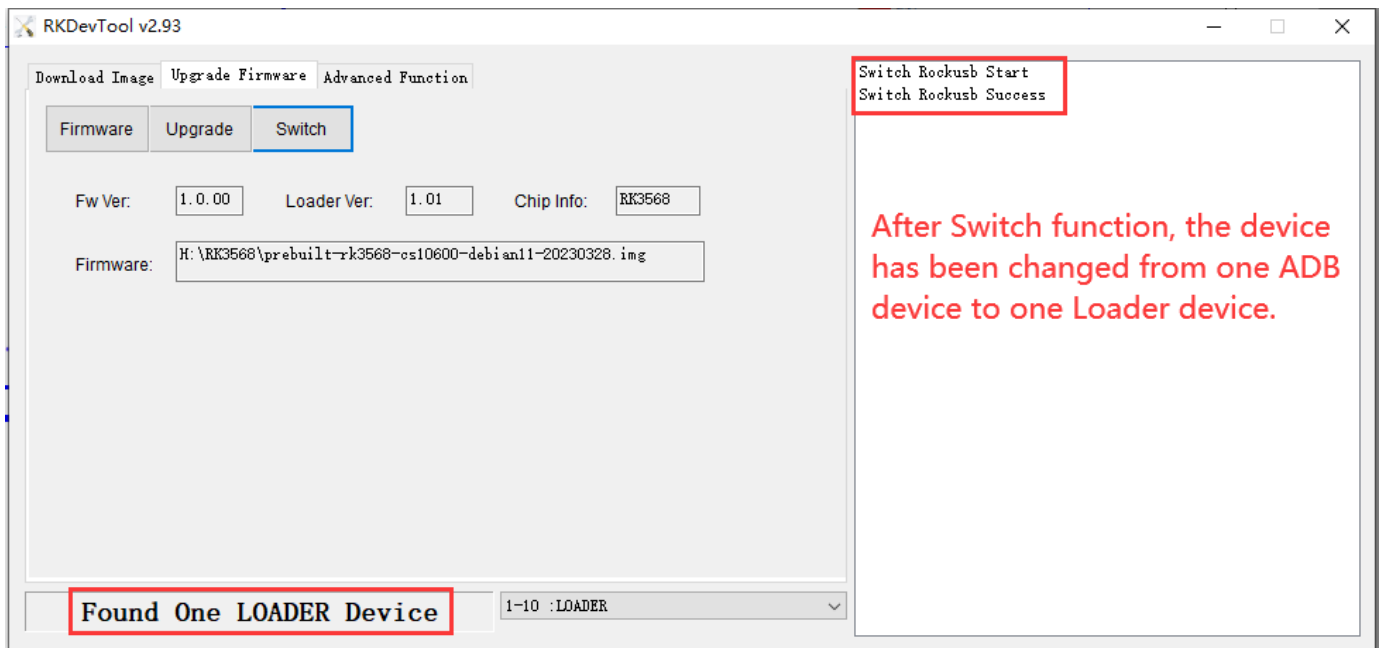 RKDevTool v2.93
Download Image Upgrade Firmware Advanced Function
Firmware Upgrade Switch
Fw Ver: 1.0.00 Loader Ver: 1.01 Chip Info: RK3568
Firmware: H:\RK3568\prebuilt-rk3568-cs10600-debian11-20230328.img
Found One LOADER Device 1-10 :LOADER
Switch Rockusb Start
Switch Rockusb Success
After Switch function, the device
has been changed from one ADB
device to one Loader device.